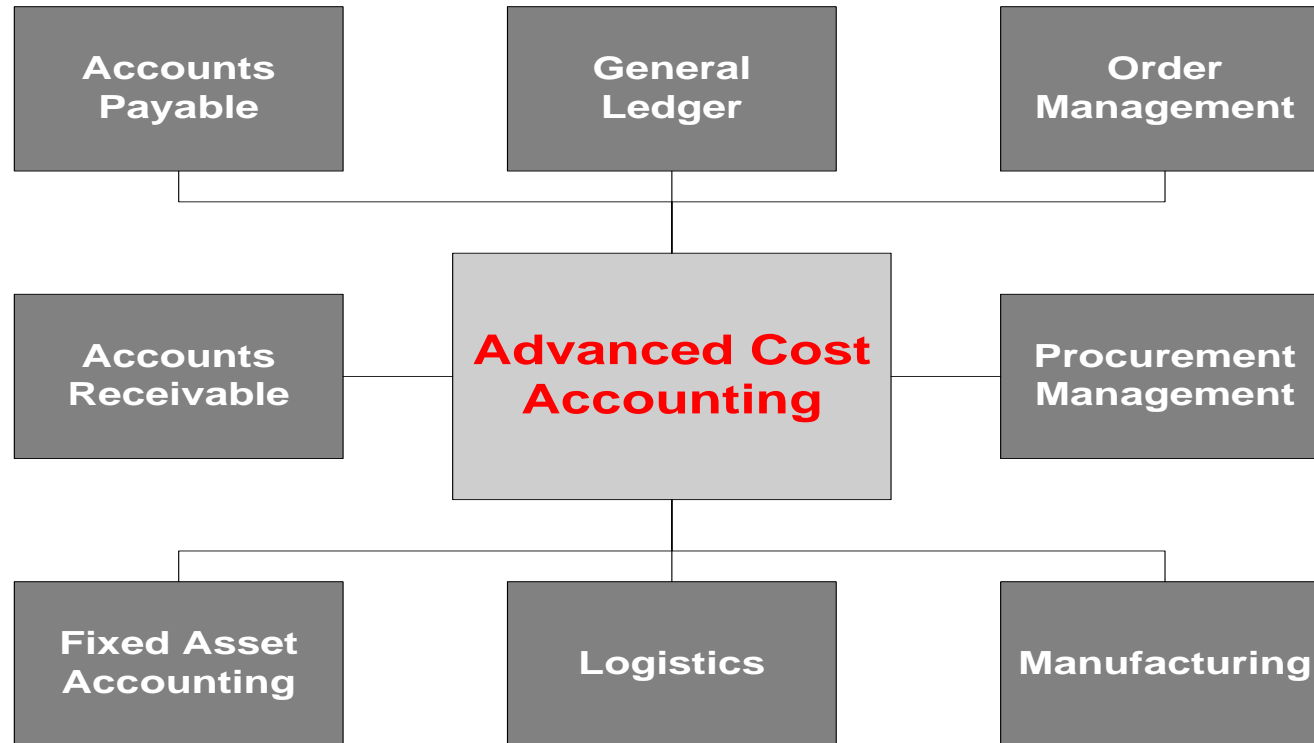 Accounts
Payable
General
Ledger
Order
Management
Accounts
Receivable
Advanced Cost
Accounting
Procurement
Management
Fixed Asset
Accounting
Logistics
Manufacturing